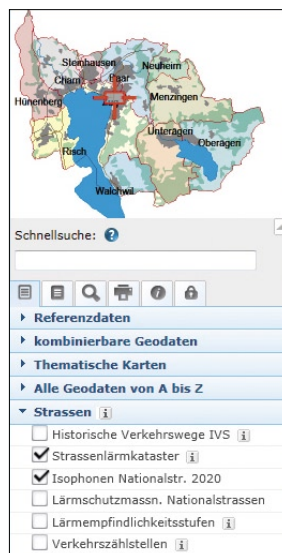 Steinhausen
Neuheim
Cham
Baar
Hünenberg
Menzingen
Unterägeri
Oberägeri
Risch
Walchwil
Schnellsuche:
Referenzdaten
kombinierbare Geodaten
Thematische Karten
Alle Geodaten von A bis Z
Strassen
Historische Verkehrswege IVS
Strassenlärmkataster
Isophonen Nationalstr. 2020
Lärmschutzmassn. Nationalstrassen
Lärmempfindlichkeitsstufen
Verkehrszählstellen